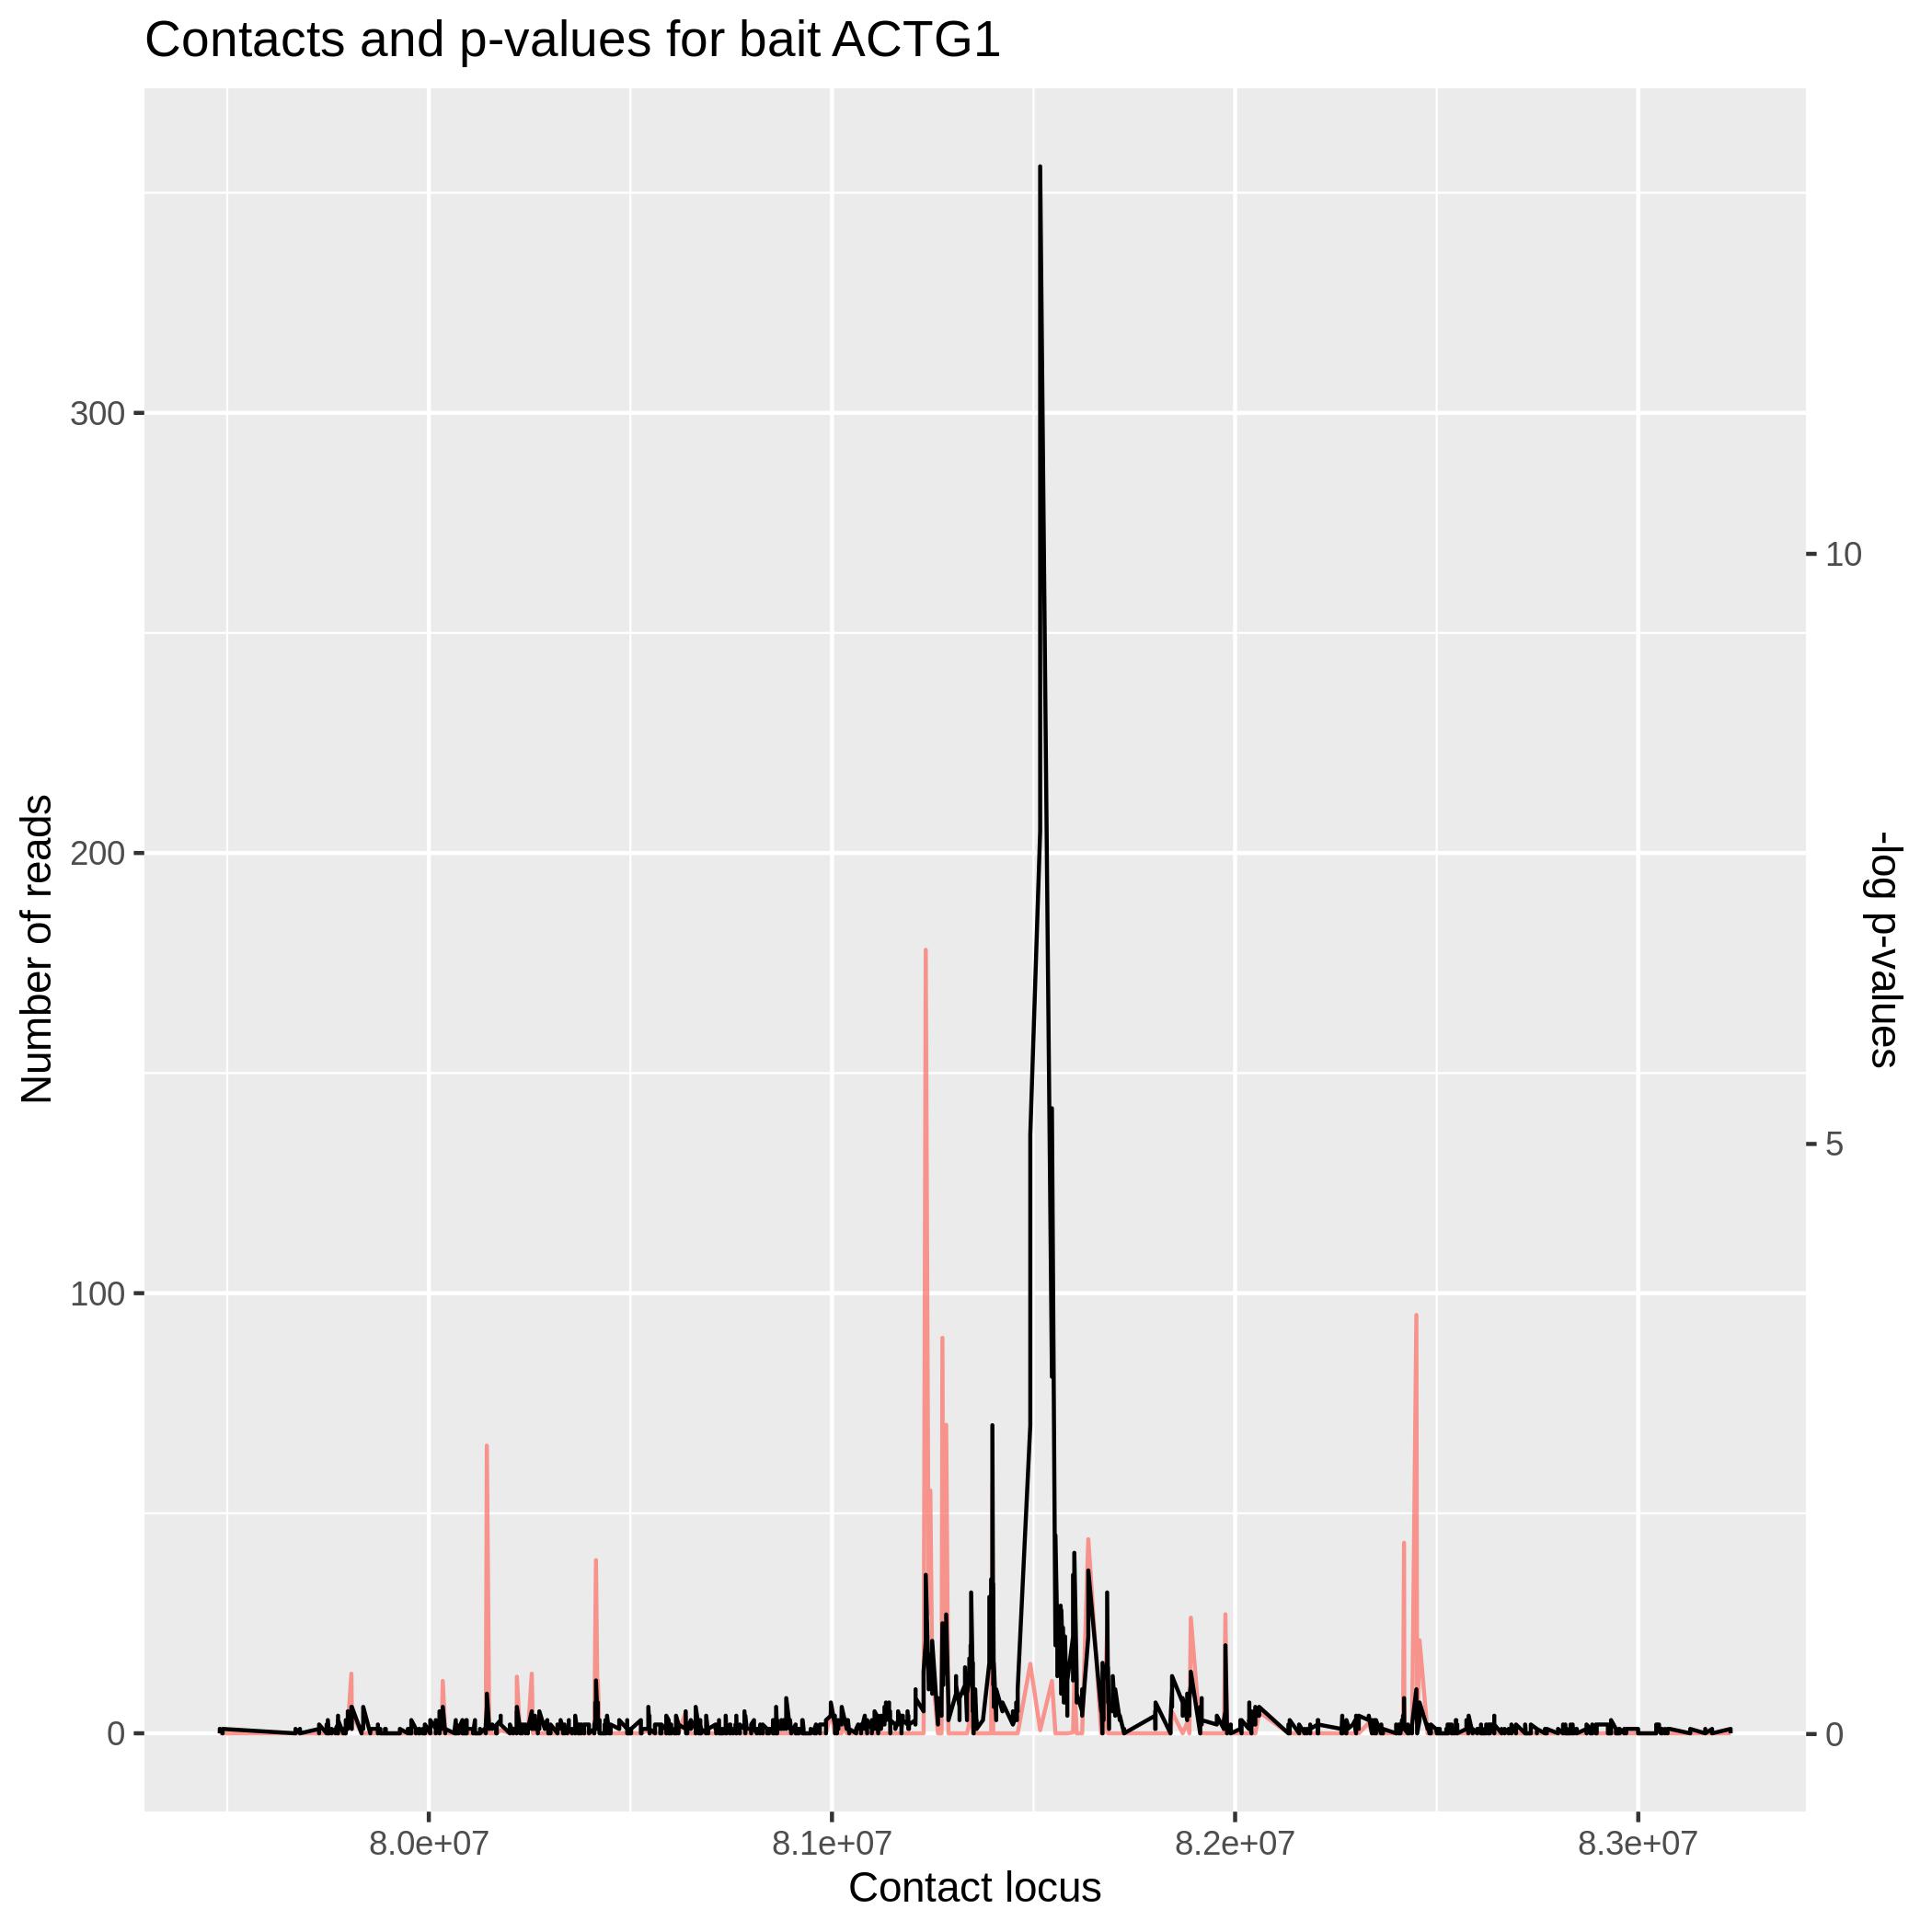 Contacts and p-values for bait ACTG1
300
200
100
0
Number of reads
10
5
0
-log p-values
8.0e+07
8.1e+07
8.2e+07
8.3e+07
Contact locus